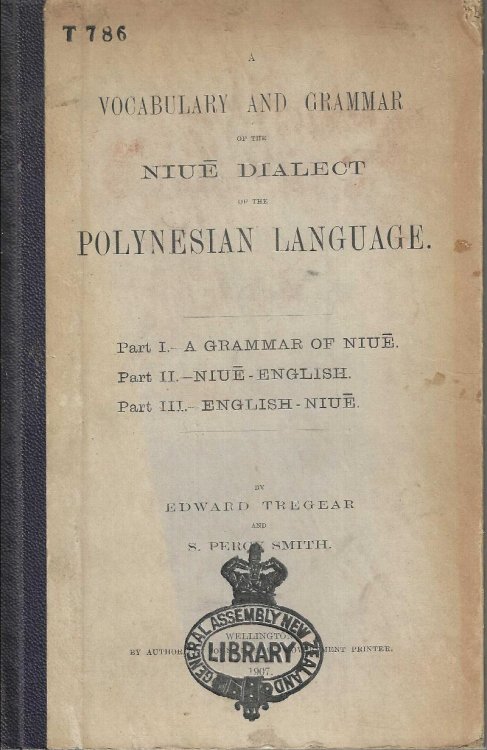 T 786
A
VOCABULARY AND GRAMMAR
OF THE
NIUĒ DIALECT
OF THE
POLYNESIAN LANGUAGE.
Part I.—A GRAMMAR OF NIUĒ.
Part II.—NIUĒ-ENGLISH.
Part III.—ENGLISH-NIUĒ.
BY
EDWARD TREGEAR
AND
S. PERCY SMITH.
GENERAL ASSEMBLY NEW ZEALAND
LIBRARY
WELLINGTON
BY PRINTER.
1907.